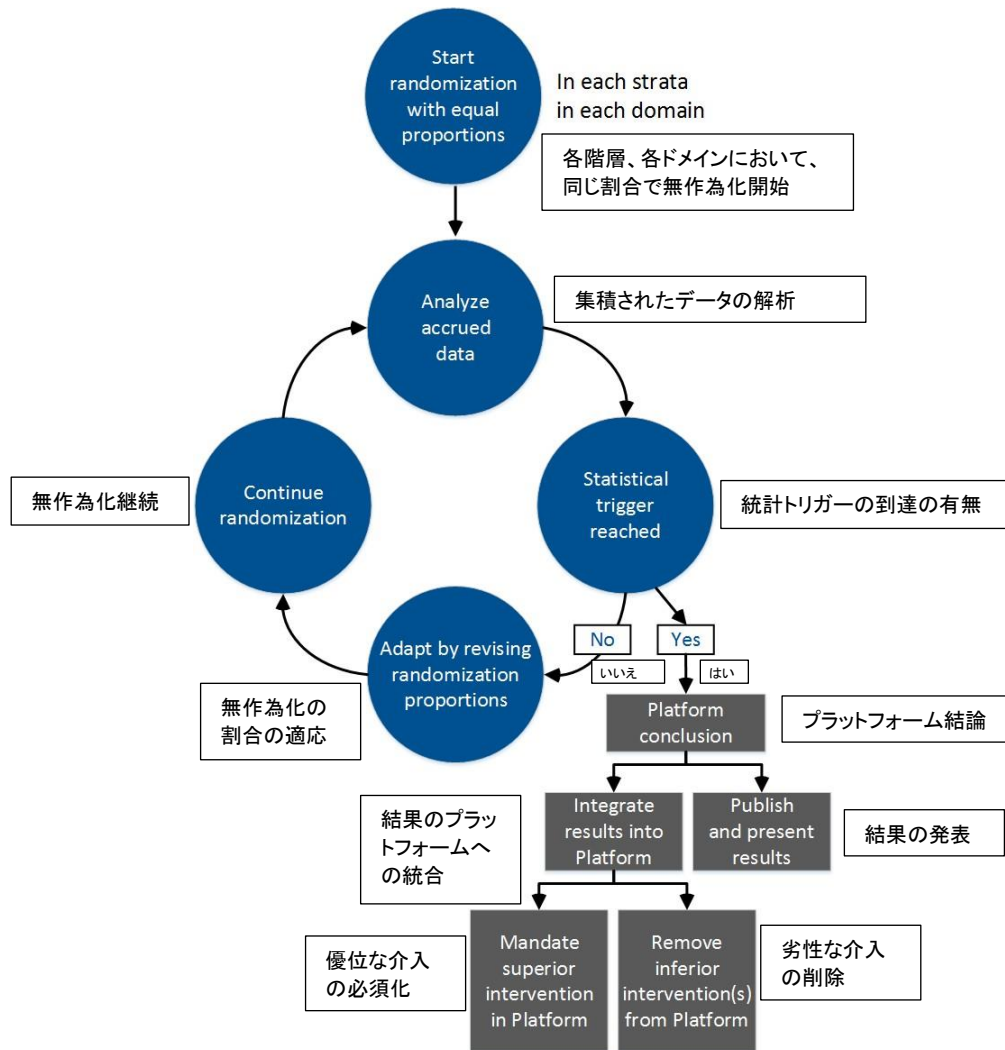 Start
randomization
with equal
proportions
In each strata
in each domain
各階層、各ドメインにおいて、
同じ割合で無作為化開始
Analyze
accrued
data
集積されたデータの解析
無作為化継続
Continue
randomization
Statistical
trigger
reached
統計トリガーの到達の有無
No
Yes
いいえ
はい
Adapt by revising
randomization
proportions
無作為化の
割合の適応
Platform
conclusion
プラットフォーム結論
結果のプラッ
トフォームへ
の統合
Integrate
results into
Platform
Publish
and present
results
結果の発表
優位な介入
の必須化
Mandate
superior
intervention
in Platform
Remove
inferior
intervention(s)
from Platform
劣性な介入
の削除